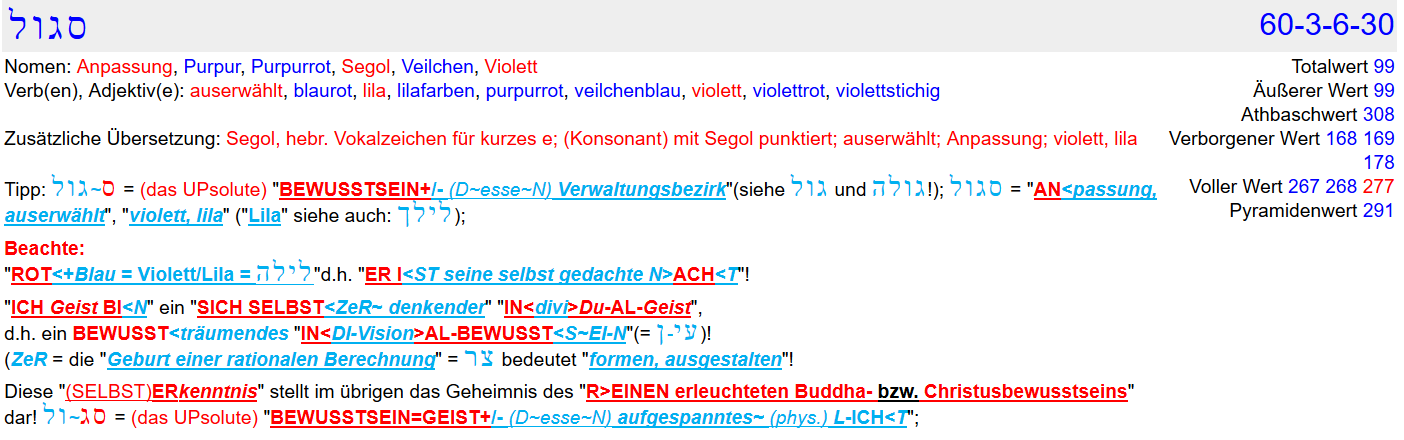 סגול 60-3-6-30
Nomen: Anpassung, Purpur, Purpurrot, Segol, Veilchen, Violett
Totalwert 99
Verb(en), Adjektiv(e): auserwählt, blaurot, lila, lilafarben, purpurrot, veilchenblau, violett, violettrot, violettstichig
Äußerer Wert 99
Athbaschwert 308
Zusätzliche Übersetzung: Segol, hebr. Vokalzeichen für kurzes e; (Konsonant) mit Segol punktiert; auserwählt; Anpassung; violett, lila
Verborgener Wert 168 169
178
Tipp: ס~גול = (das UPsolute) "BEWUSSTSEIN+/- (D~esse~N) Verwaltungsbezirk"(siehe גול und גולה!); סגול = "AN<passung,
Voller Wert 267 268 277
auserwählt", "violett, lila" ("Lila" siehe auch: לילך);
Pyramidenwert 291
Beachte:
"ROT<+Blau = Violett/Lila = לילה"d.h. "ER I<ST seine selbst gedachte N>ACH<T"!
"ICH Geist BI<N" ein "SICH SELBST<ZeR~ denkender" "IN<divi>Du-AL-Geist",
d.h. ein BEWUSST<träumendes "IN<DI-Vision>AL-BEWUSST<S~EI-N"(= עי-ן)!
(ZeR = die "Geburt einer rationalen Berechnung" = צר bedeutet "formen, ausgestalten"!
Diese "(SELBST)ERkenntnis" stellt im übrigen das Geheimnis des "R>EINEN erleuchteten Buddha- bzw. Christusbewusstseins"
dar! סג~ול = (das UPsolute) "BEWUSSTSEIN=GEIST+/- (D~esse~N) aufgespanntes~ (phys.) L-ICH<T";